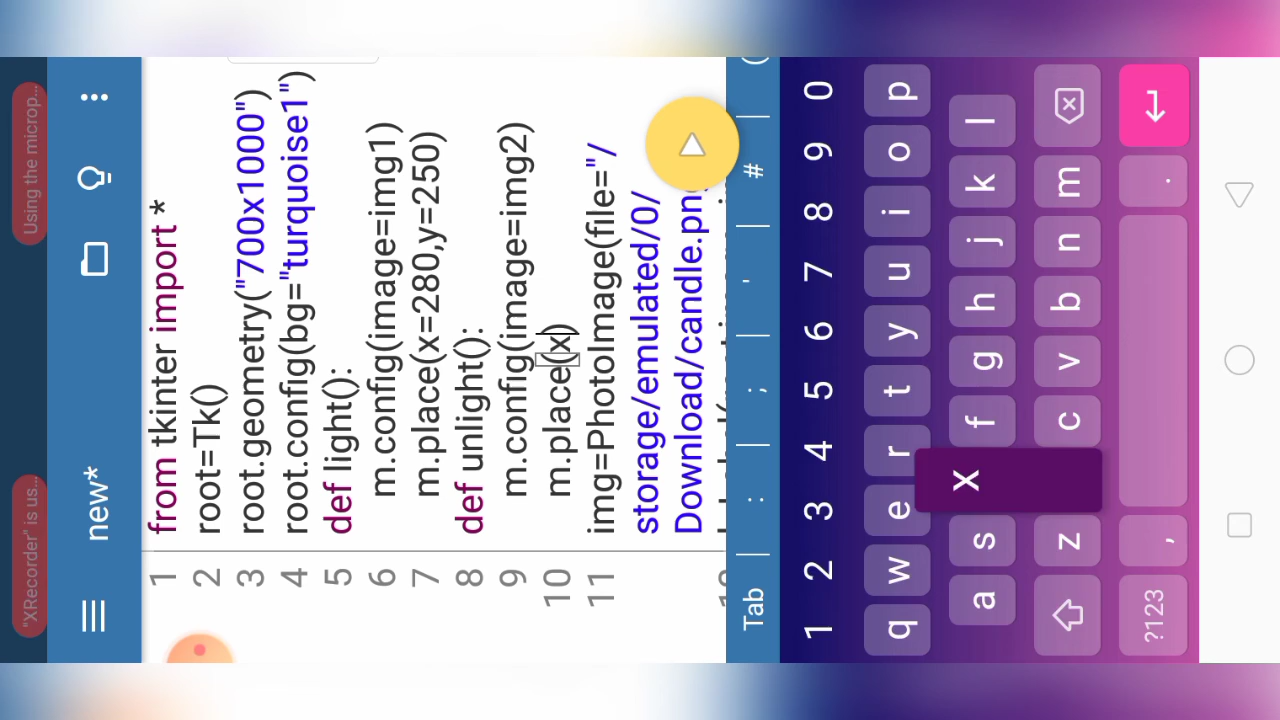 "XRecorder" is us...
Using the microp...
new*
1 from tkinter import *
2 root=Tk()
3 root.geometry("700x1000")
4 root.config(bg="turquoise1")
5 def light():
6 m.config(image=img1)
7 m.place(x=280,y=250)
8 def unlight():
9 m.config(image=img2)
10 m.place(x)
11 img=PhotoImage(file="/
storage/emulated/0/
Download/candle.png
Tab : ; ' # (
1 2 3 4 5 6 7 8 9 0
q w e r t y u i o p
a s f g h j k l
X
z c v b n m
?123 , .